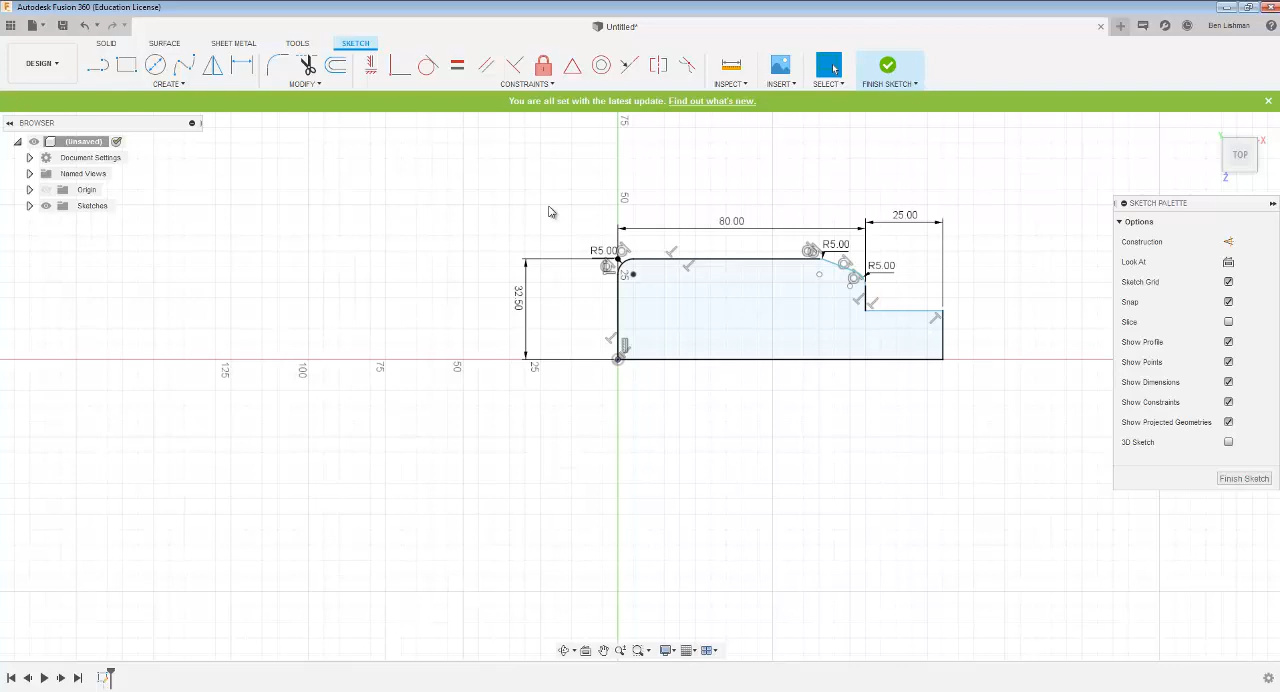 Autodesk Fusion 360 (Education License)
Untitled*
Ben Lishman
SOLID SURFACE SHEET METAL TOOLS SKETCH
DESIGN ▾
CREATE ▾ MODIFY ▾ CONSTRAINTS ▾ INSPECT ▾ INSERT ▾ SELECT ▾ FINISH SKETCH ▾
You are all set with the latest update. Find out what's new.
BROWSER
(Unsaved)
Document Settings
Named Views
Origin
Sketches
TOP
X
Y
Z
75
50
25
80.00
25.00
R5.00
R5.00
R5.00
32.50
125 100 75 50 25
SKETCH PALETTE
Options
Construction
Look At
Sketch Grid
Snap
Slice
Show Profile
Show Points
Show Dimensions
Show Constraints
Show Projected Geometries
3D Sketch
Finish Sketch